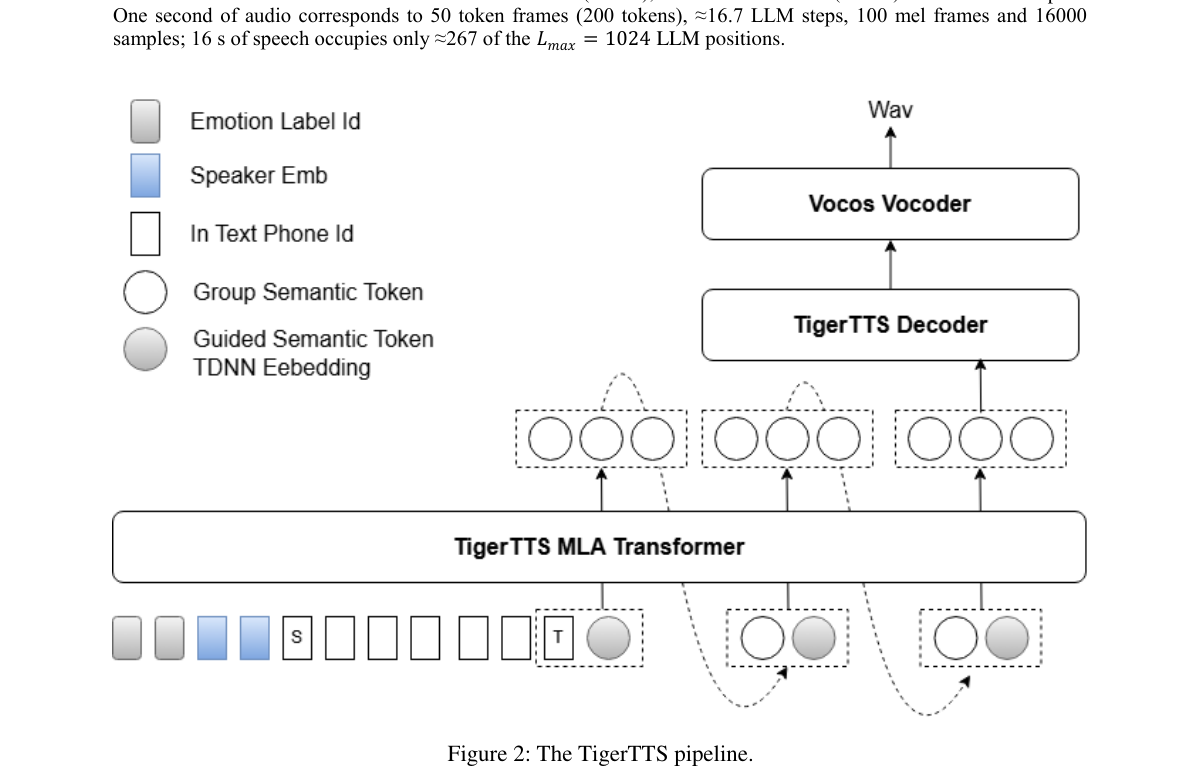 One second of audio corresponds to 50 token frames (200 tokens), ≈16.7 LLM steps, 100 mel frames and 16000
samples; 16 s of speech occupies only ≈267 of the L_max = 1024 LLM positions.
Emotion Label Id
Speaker Emb
In Text Phone Id
Group Semantic Token
Guided Semantic Token
TDNN Eebedding
Wav
Vocos Vocoder
TigerTTS Decoder
TigerTTS MLA Transformer
S
T
Figure 2: The TigerTTS pipeline.